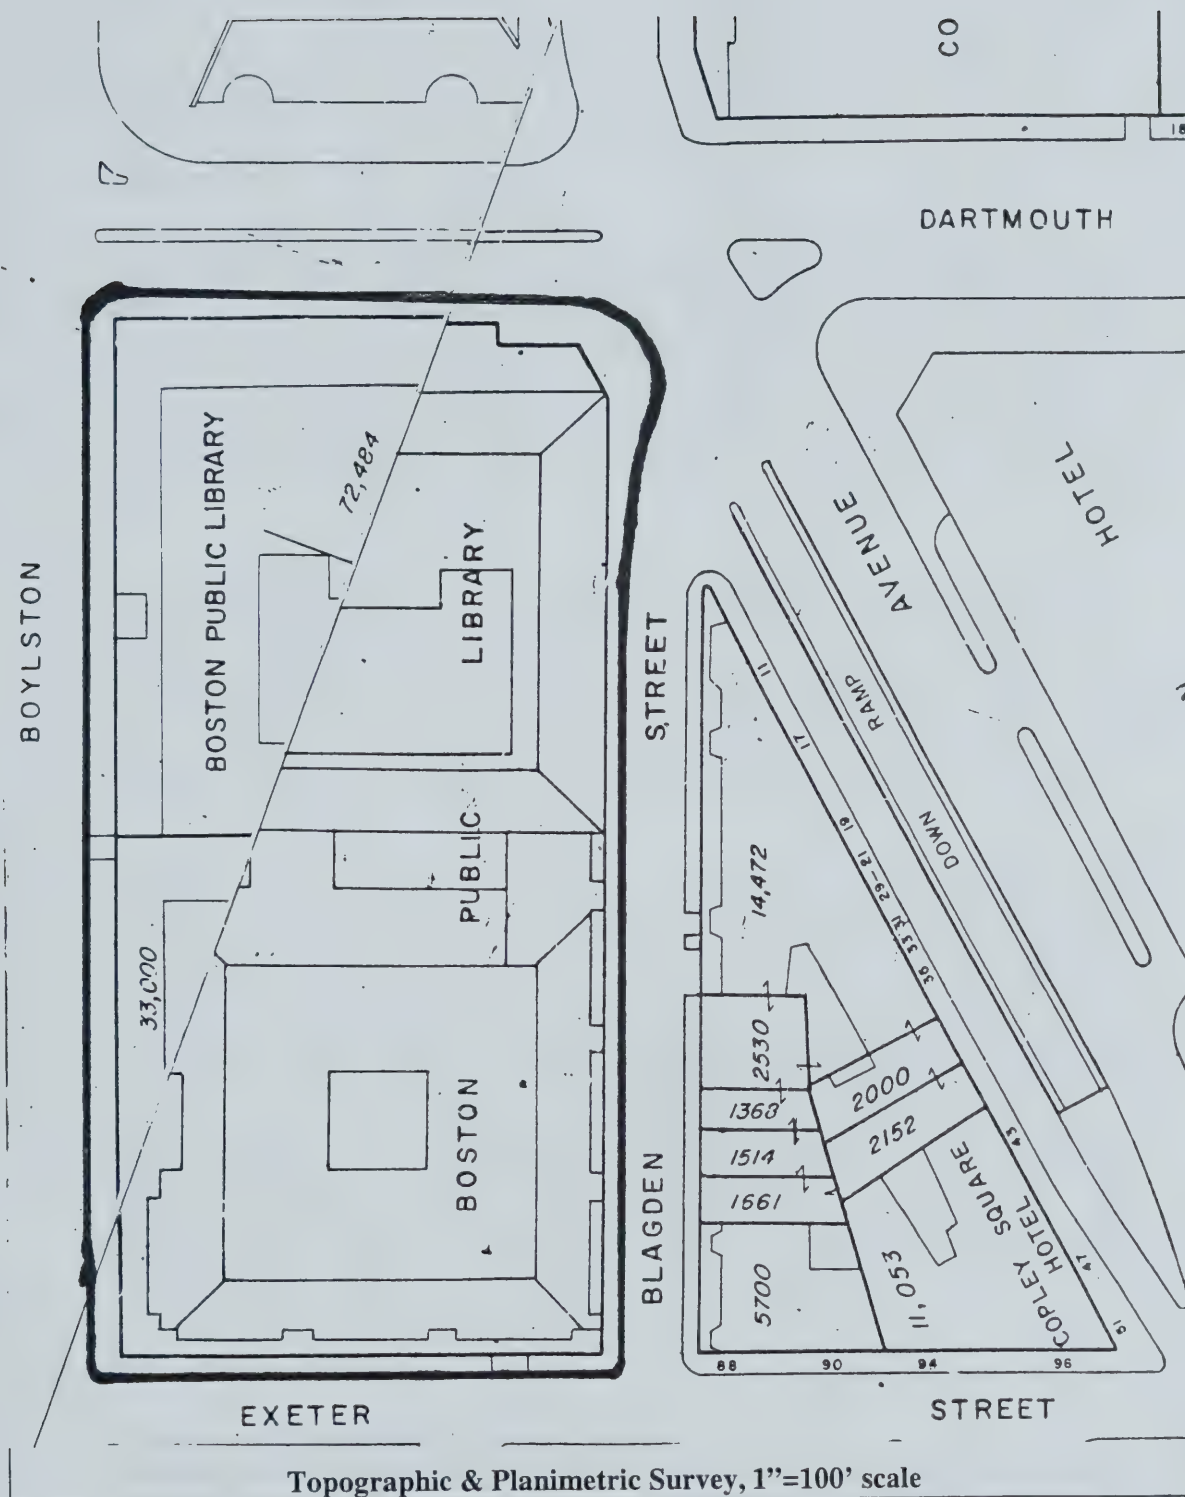 CO
18
DARTMOUTH
BOYLSTON
BOSTON PUBLIC LIBRARY
72,484
LIBRARY
PUBLIC
BOSTON
33,000
STREET
BLAGDEN
AVENUE
HOTEL
RAMP
DOWN
11
17
19
29-21
31
33
36
14,472
2530
1368
1514
1661
5700
2000
2152
11,053
COPLEY SQUARE
HOTEL
43
47
51
88
90
94
96
EXETER
STREET
Topographic & Planimetric Survey, 1”=100’ scale